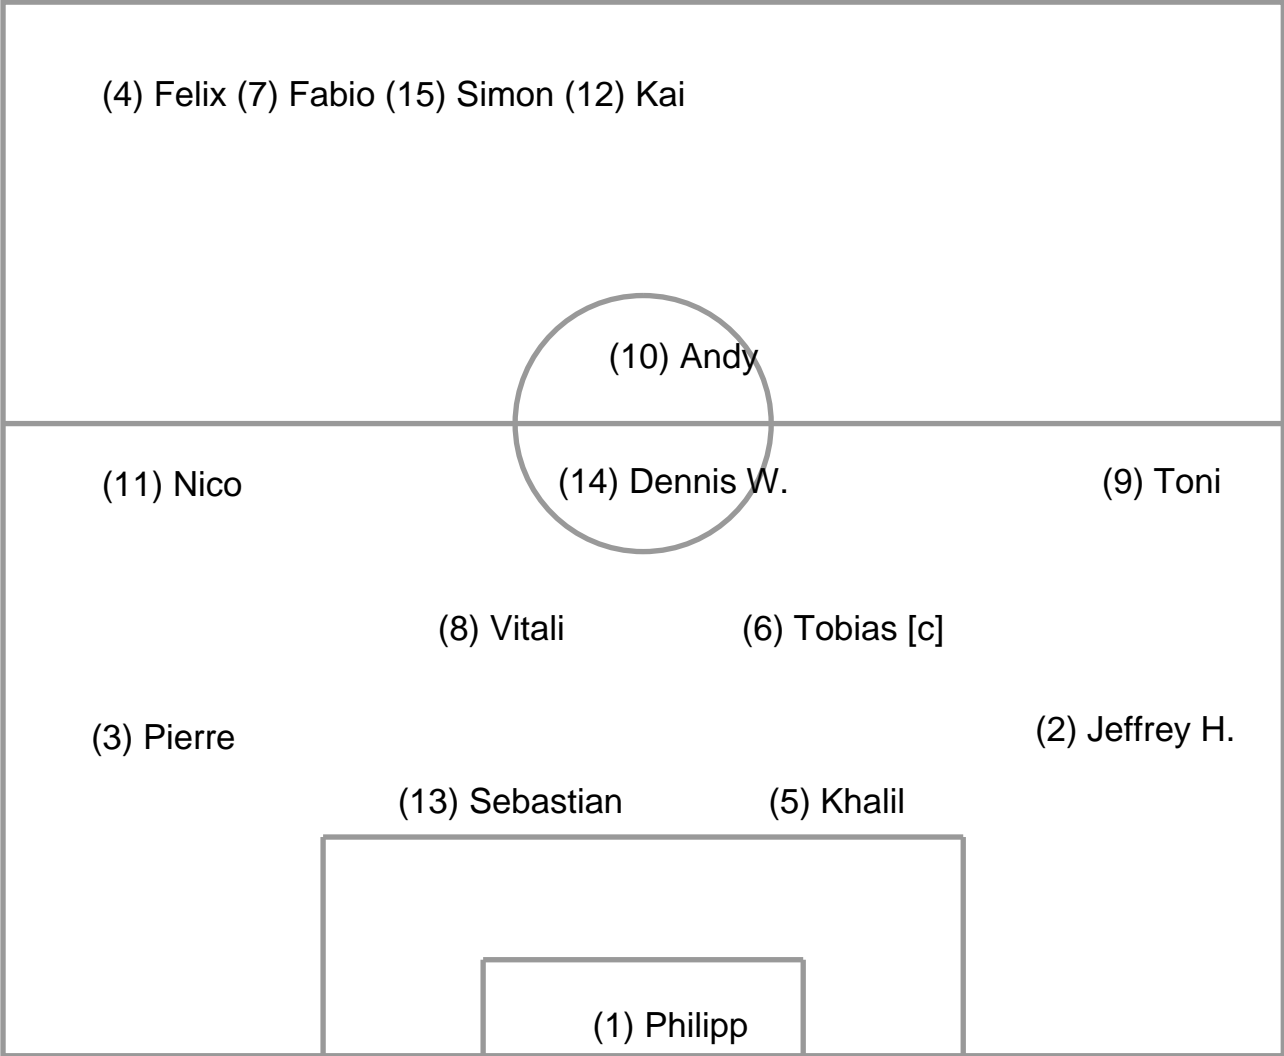 (4) Felix (7) Fabio (15) Simon (12) Kai
(10) Andy
(11) Nico
(14) Dennis W.
(9) Toni
(8) Vitali
(6) Tobias [c]
(3) Pierre
(2) Jeffrey H.
(13) Sebastian
(5) Khalil
(1) Philipp